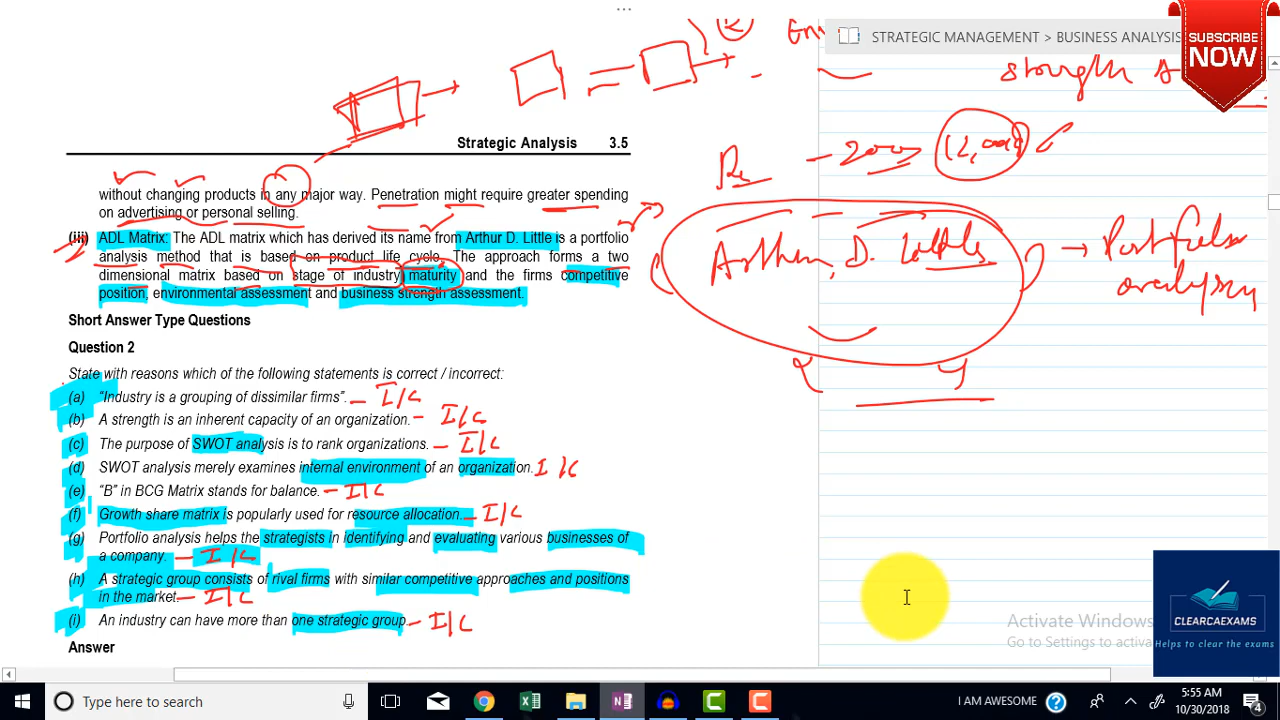 STRATEGIC MANAGEMENT > BUSINESS ANALYSIS
SUBSCRIBE
NOW
Strategic Analysis 3.5
without changing products in any major way. Penetration might require greater spending
on advertising or personal selling.
(iii) ADL Matrix: The ADL matrix which has derived its name from Arthur D. Little is a portfolio
analysis method that is based on product life cycle. The approach forms a two
dimensional matrix based on stage of industry maturity and the firms competitive
position, environmental assessment and business strength assessment.
Short Answer Type Questions
Question 2
State with reasons which of the following statements is correct / incorrect:
(a) "Industry is a grouping of dissimilar firms". – I/C
(b) A strength is an inherent capacity of an organization. – I/C
(c) The purpose of SWOT analysis is to rank organizations. – I/C
(d) SWOT analysis merely examines internal environment of an organization. I/C
(e) "B" in BCG Matrix stands for balance. – I/C
(f) Growth share matrix is popularly used for resource allocation. – I/C
(g) Portfolio analysis helps the strategists in identifying and evaluating various businesses of
a company. – I/C
(h) A strategic group consists of rival firms with similar competitive approaches and positions
in the market. – I/C
(i) An industry can have more than one strategic group. – I/C
Answer
strength
2000
Arthur D. Little
Portfolio
analysis
Activate Windows
Go to Settings to activa
CLEARCAEXAMS
Helps to clear the exams
Type here to search
I AM AWESOME
5:55 AM
10/30/2018
4